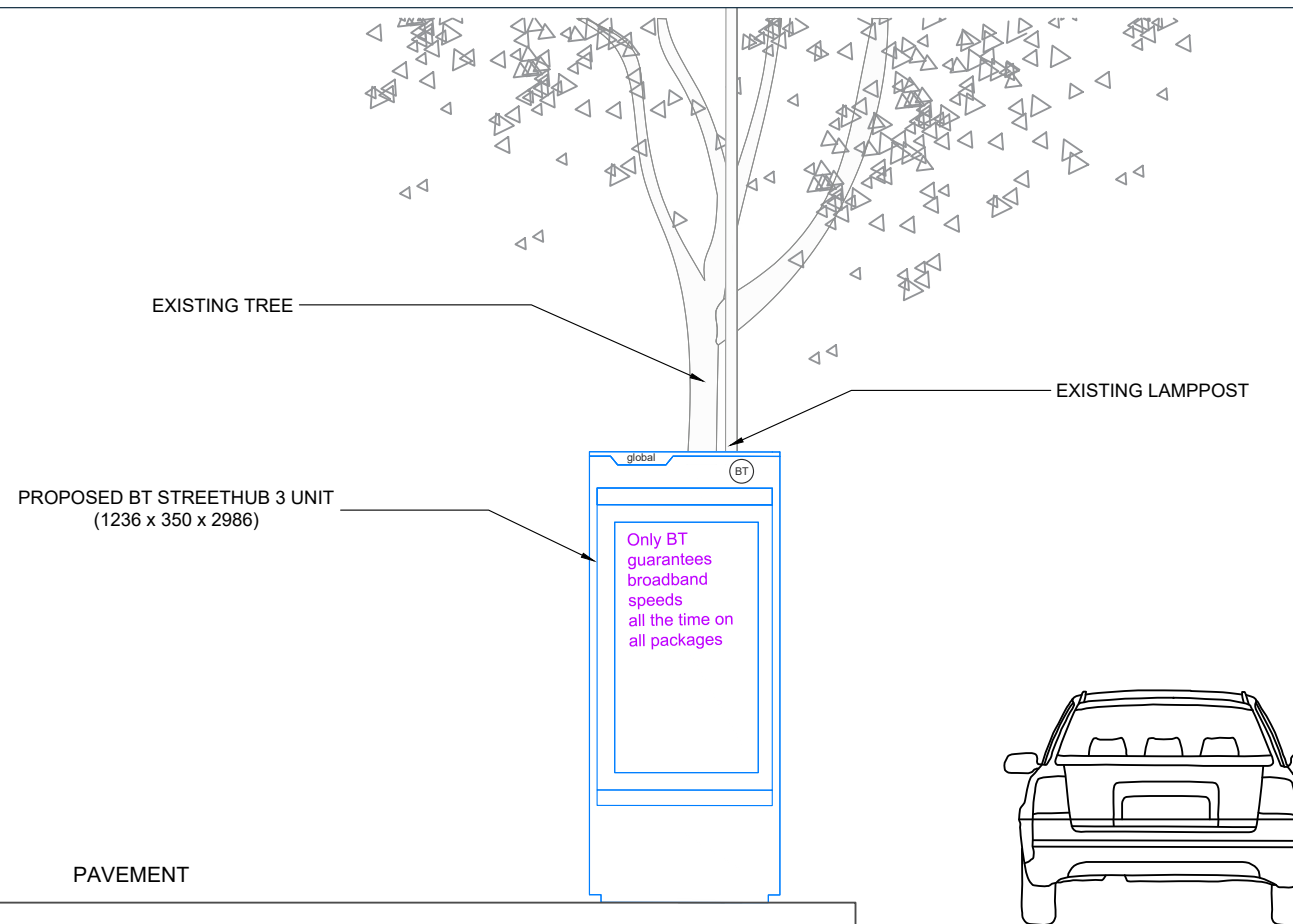 EXISTING TREE
EXISTING LAMPPOST
global
BT
PROPOSED BT STREETHUB 3 UNIT
(1236 x 350 x 2986)
Only BT
guarantees
broadband
speeds
all the time on
all packages
PAVEMENT